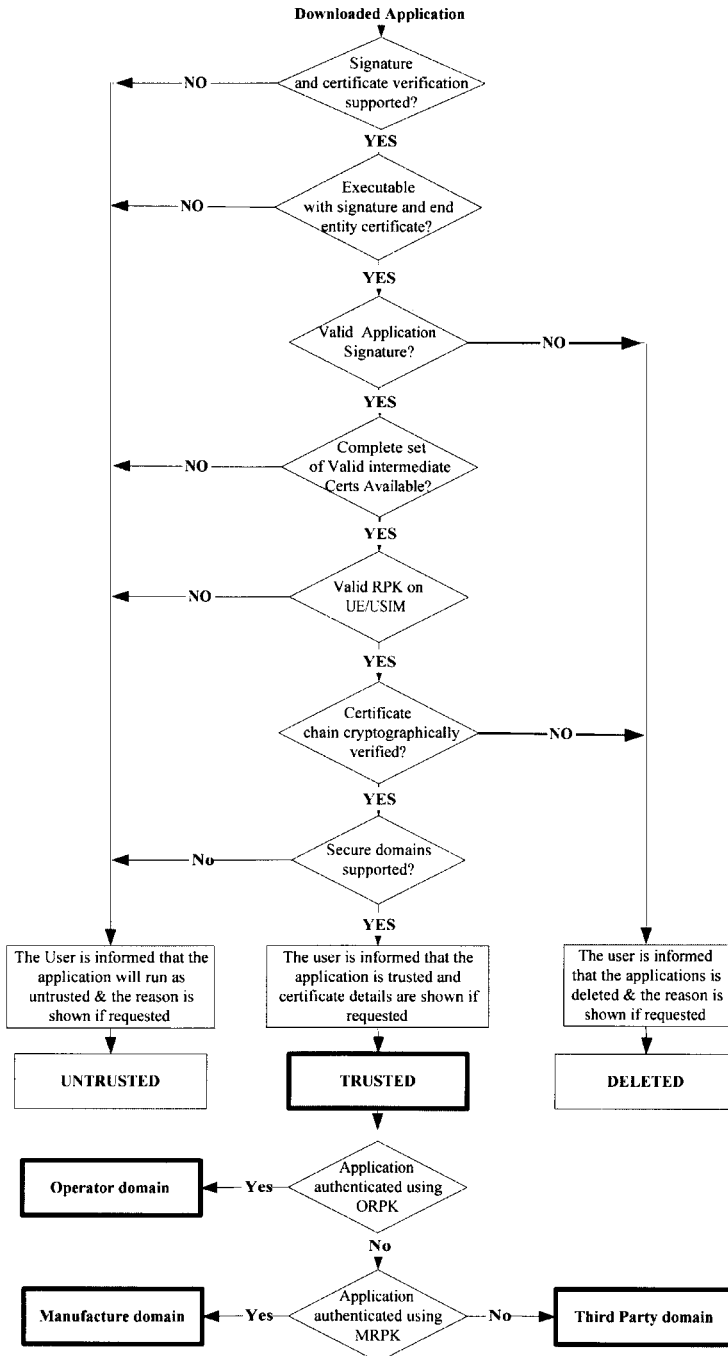 Downloaded Application
Signature
and certificate verification
supported?
NO
YES
Executable
with signature and end
entity certificate?
NO
YES
Valid Application
Signature?
NO
YES
Complete set
of Valid intermediate
Certs Available?
NO
YES
Valid RPK on
UE/USIM
NO
YES
Certificate
chain cryptographically
verified?
NO
YES
Secure domains
supported?
No
YES
The User is informed that the
application will run as
untrusted & the reason is
shown if requested
The user is informed that the
application is trusted and
certificate details are shown if
requested
The user is informed
that the applications is
deleted & the reason is
shown if requested
UNTRUSTED
TRUSTED
DELETED
Application
authenticated using
ORPK
Yes
Operator domain
No
Application
authenticated using
MRPK
Yes
Manufacture domain
No
Third Party domain